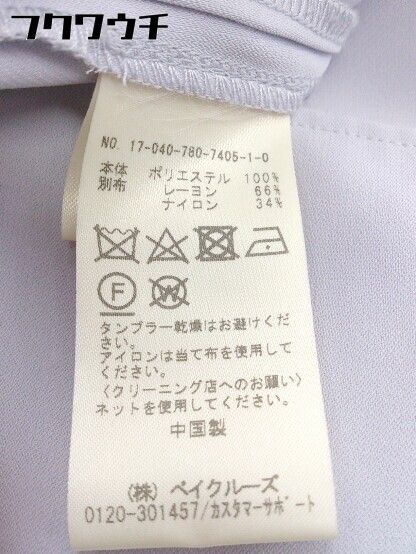 フクワウチ
NO 17-040-780-7405-1-0
本体 ポリエステル 100%
別布 レーヨン 66%
ナイロン 34%
F W
タンブラー乾燥はお避けくだ
さい。
アイロンは当て布を使用して
ください。
〈クリーニング店へのお願い〉
ネットを使用してください。
中国製
(株) ベイクルーズ
0120-301457/カスタマーサポート